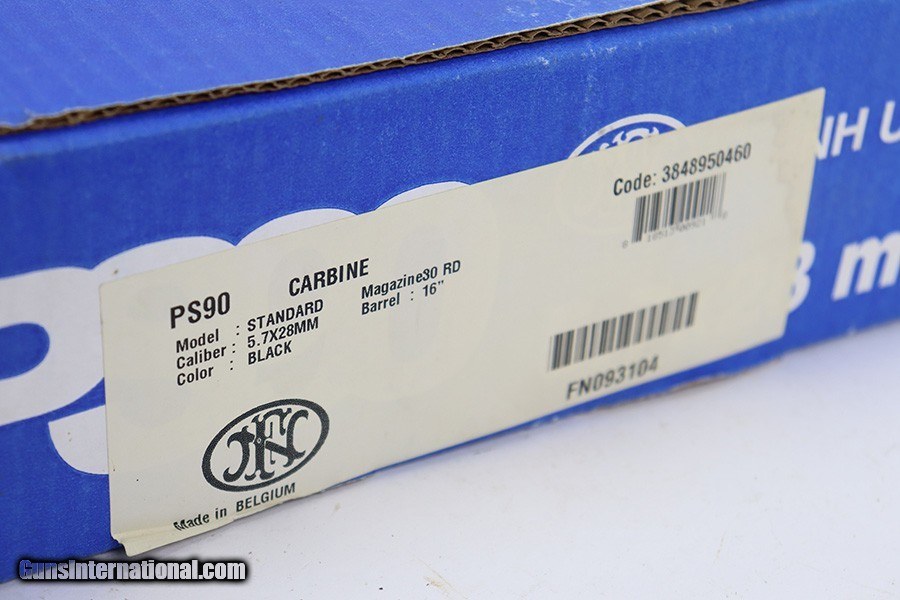 NH U
Code: 3848950460
PS90 CARBINE
Model : STANDARD Magazine30 RD
Caliber : 5.7X28MM Barrel : 16"
Color : BLACK
8 m
FN093104
FN
Made in BELGIUM
GunsInternational.com